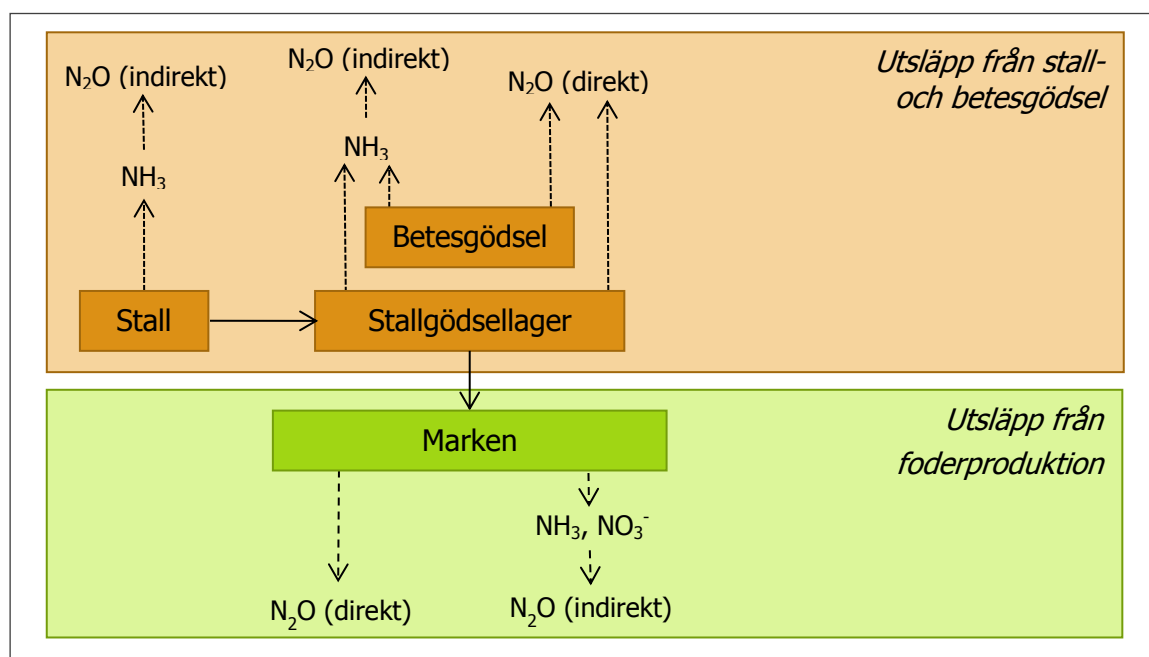 Utsläpp från stall-
och betesgödsel
N₂O (indirekt)
N₂O (indirekt)
N₂O (direkt)
NH₃
NH₃
Betesgödsel
Stall
Stallgödsellager
Utsläpp från
foderproduktion
Marken
NH₃, NO₃⁻
N₂O (direkt)
N₂O (indirekt)